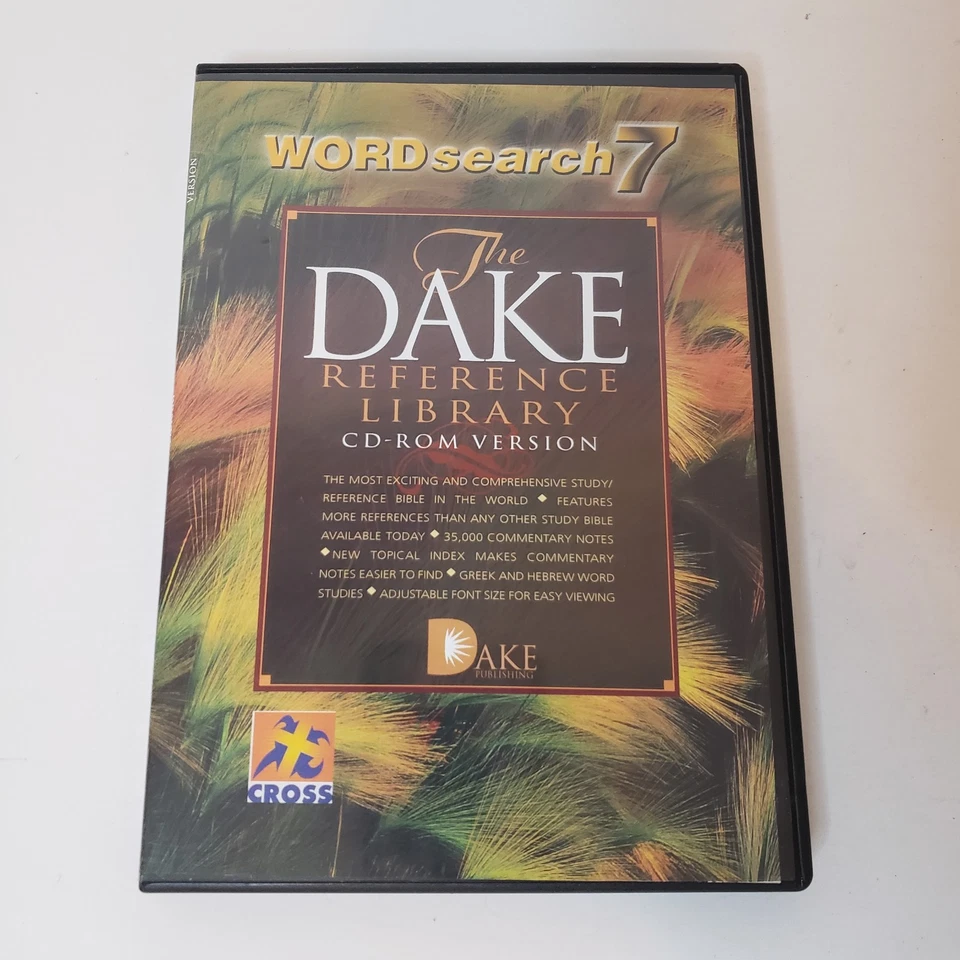 VERSION
WORDsearch 7
The
DAKE
REFERENCE
LIBRARY
CD-ROM VERSION
THE MOST EXCITING AND COMPREHENSIVE STUDY/
REFERENCE BIBLE IN THE WORLD ◆ FEATURES
MORE REFERENCES THAN ANY OTHER STUDY BIBLE
AVAILABLE TODAY ◆ 35,000 COMMENTARY NOTES
◆ NEW TOPICAL INDEX MAKES COMMENTARY
NOTES EASIER TO FIND ◆ GREEK AND HEBREW WORD
STUDIES ◆ ADJUSTABLE FONT SIZE FOR EASY VIEWING
DAKE
PUBLISHING
CROSS